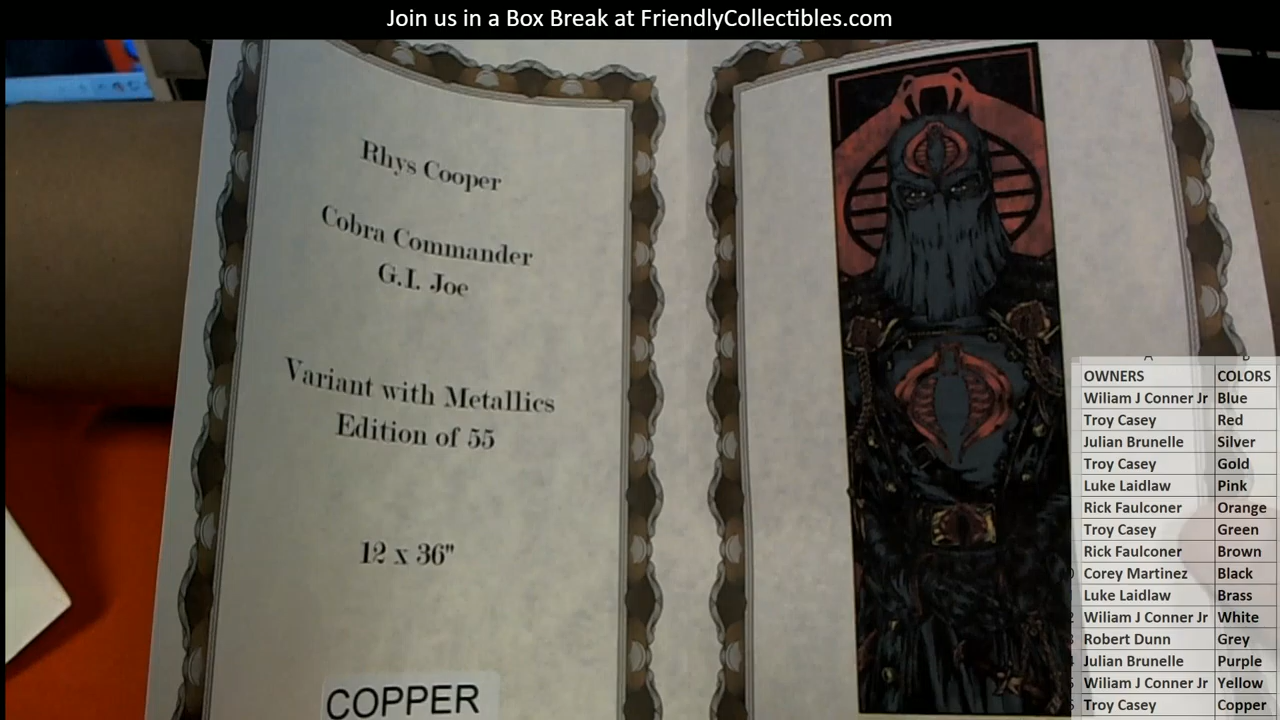 Join us in a Box Break at FriendlyCollectibles.com
Rhys Cooper
Cobra Commander
G.I. Joe
Variant with Metallics
Edition of 55
12 x 36"
COPPER
A B
OWNERS COLORS
Wiliam J Conner Jr Blue
Troy Casey Red
Julian Brunelle Silver
Troy Casey Gold
Luke Laidlaw Pink
Rick Faulconer Orange
Troy Casey Green
Rick Faulconer Brown
Corey Martinez Black
Luke Laidlaw Brass
Wiliam J Conner Jr White
Robert Dunn Grey
Julian Brunelle Purple
Wiliam J Conner Jr Yellow
Troy Casey Copper